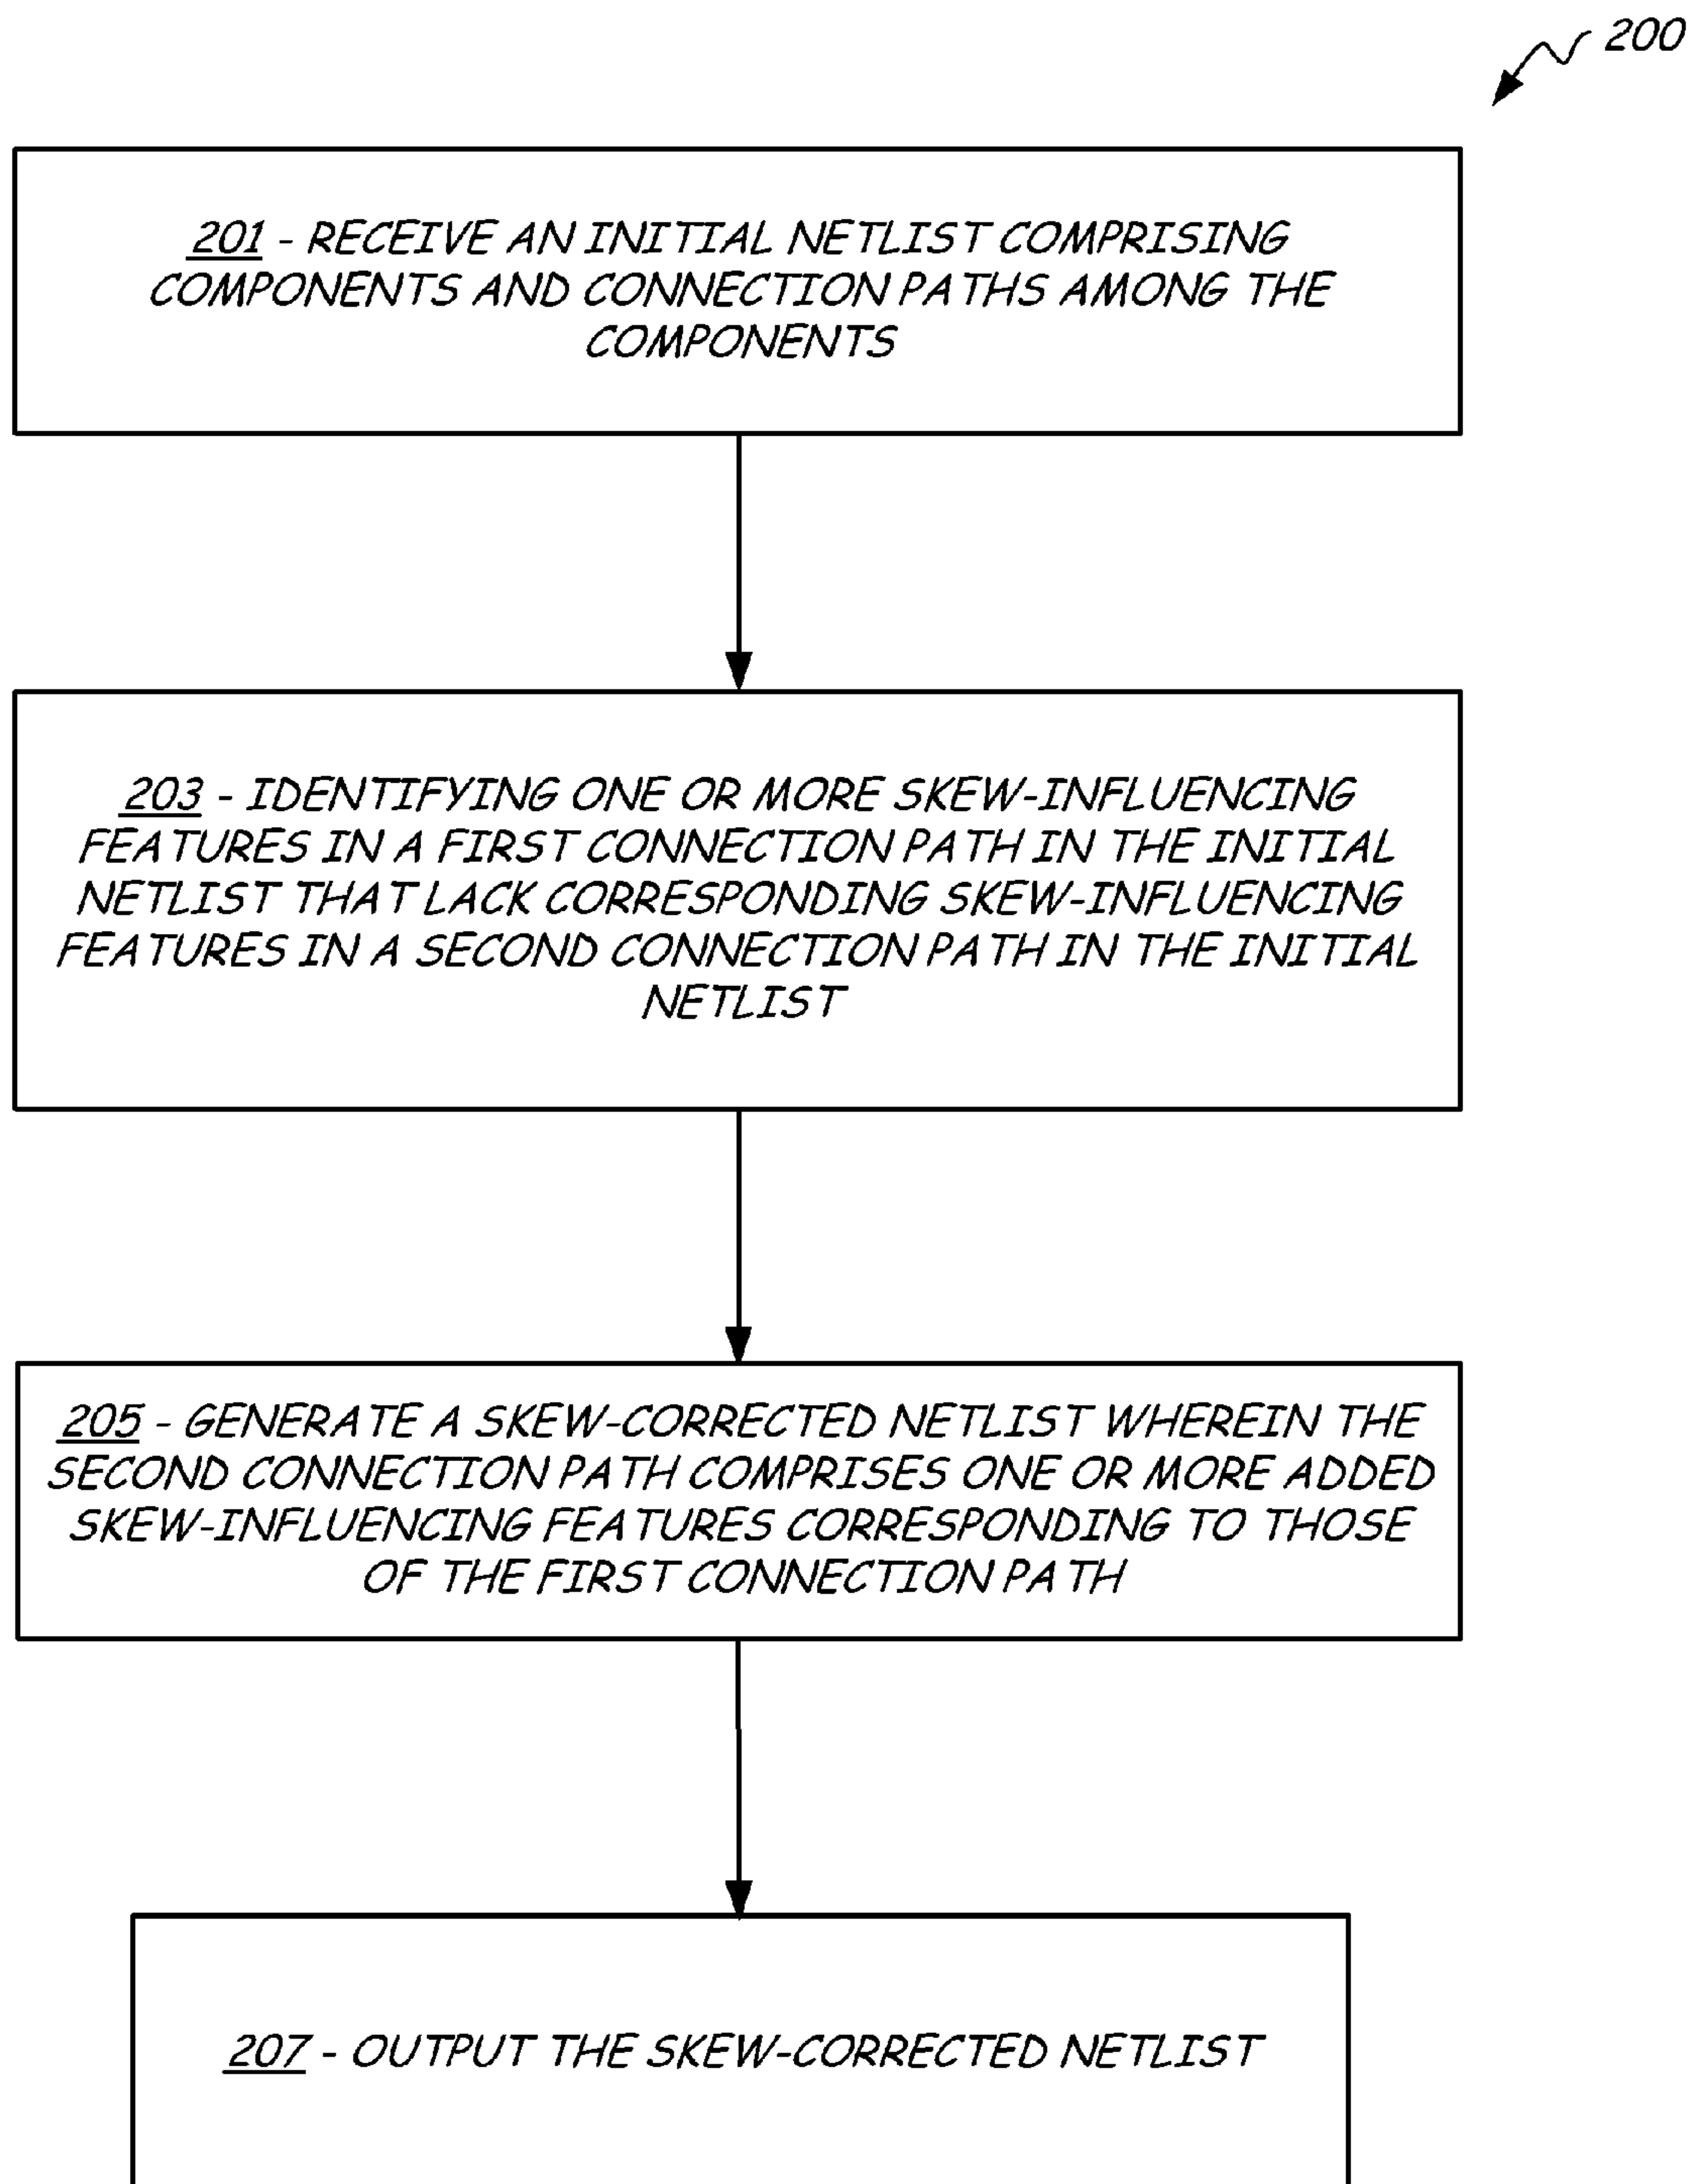 200
201 - RECEIVE AN INITIAL NETLIST COMPRISING
COMPONENTS AND CONNECTION PATHS AMONG THE
COMPONENTS
203 - IDENTIFYING ONE OR MORE SKEW-INFLUENCING
FEATURES IN A FIRST CONNECTION PATH IN THE INITIAL
NETLIST THAT LACK CORRESPONDING SKEW-INFLUENCING
FEATURES IN A SECOND CONNECTION PATH IN THE INITIAL
NETLIST
205 - GENERATE A SKEW-CORRECTED NETLIST WHEREIN THE
SECOND CONNECTION PATH COMPRISES ONE OR MORE ADDED
SKEW-INFLUENCING FEATURES CORRESPONDING TO THOSE
OF THE FIRST CONNECTION PATH
207 - OUTPUT THE SKEW-CORRECTED NETLIST